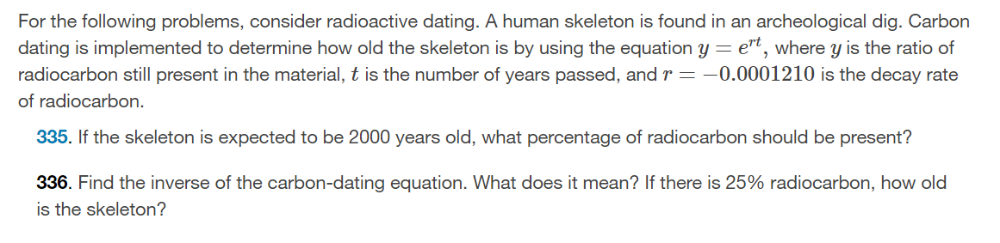 For the following problems, consider radioactive dating. A human skeleton is found in an archeological dig. Carbon
dating is implemented to determine how old the skeleton is by using the equation y = e^{rt}, where y is the ratio of
radiocarbon still present in the material, t is the number of years passed, and r = −0.0001210 is the decay rate
of radiocarbon.
335. If the skeleton is expected to be 2000 years old, what percentage of radiocarbon should be present?
336. Find the inverse of the carbon-dating equation. What does it mean? If there is 25% radiocarbon, how old
is the skeleton?